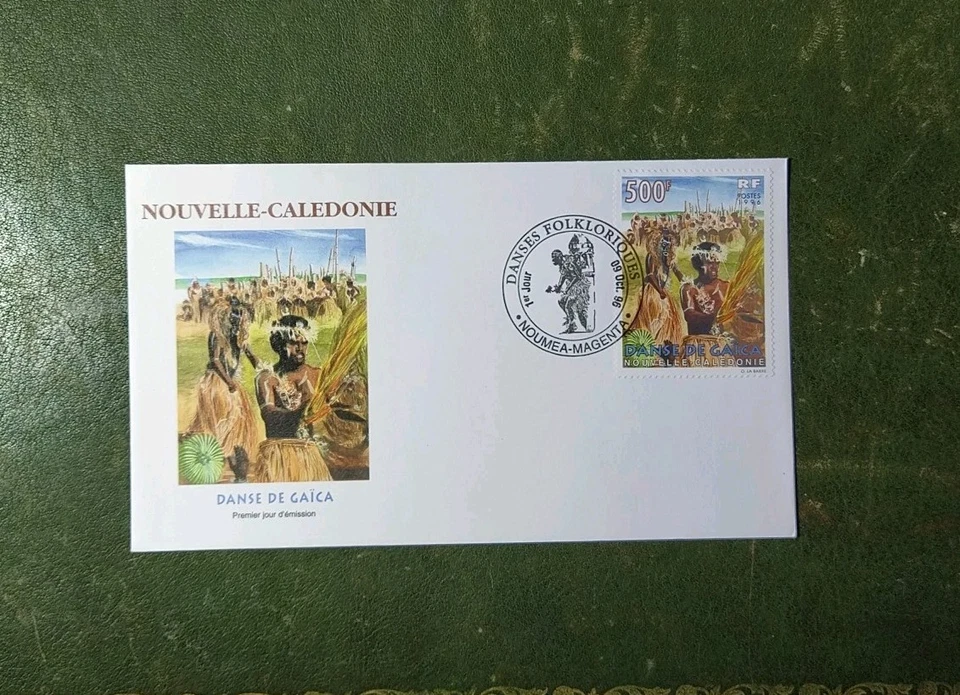 NOUVELLE-CALEDONIE
DANSE DE GAÏCA
Premier jour d'émission
DANSES FOLKLORIQUES
1er Jour
09 Oct. 96
• NOUMEA-MAGENTA •
500F
RF
POSTES
1996
DANSE DE GAÏCA
NOUVELLE CALEDONIE